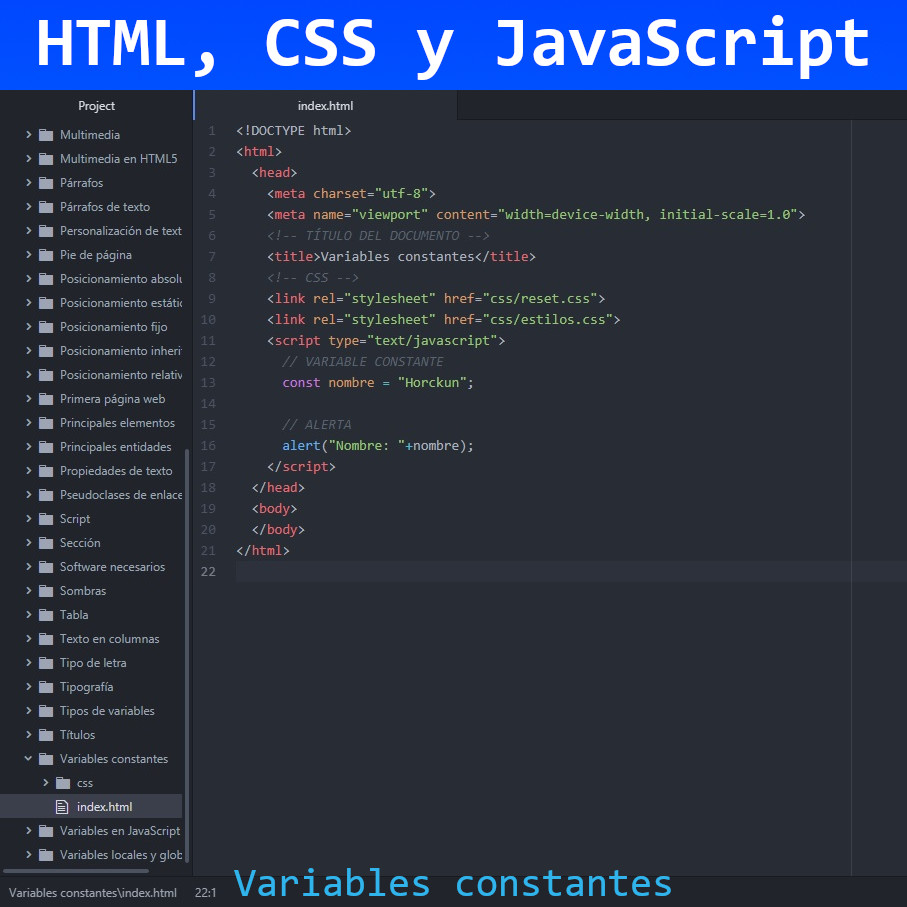 HTML, CSS y JavaScript
Project
Multimedia
Multimedia en HTML5
Párrafos
Párrafos de texto
Personalización de text
Pie de página
Posicionamiento absolu
Posicionamiento estátic
Posicionamiento fijo
Posicionamiento inheri
Posicionamiento relativ
Primera página web
Principales elementos
Principales entidades
Propiedades de texto
Pseudoclases de enlace
Script
Sección
Software necesarios
Sombras
Tabla
Texto en columnas
Tipo de letra
Tipografía
Tipos de variables
Títulos
Variables constantes
css
index.html
Variables en JavaScript
Variables locales y glob
index.html
1 <!DOCTYPE html>
2 <html>
3 <head>
4 <meta charset="utf-8">
5 <meta name="viewport" content="width=device-width, initial-scale=1.0">
6 <!-- TÍTULO DEL DOCUMENTO -->
7 <title>Variables constantes</title>
8 <!-- CSS -->
9 <link rel="stylesheet" href="css/reset.css">
10 <link rel="stylesheet" href="css/estilos.css">
11 <script type="text/javascript">
12 // VARIABLE CONSTANTE
13 const nombre = "Horckun";
14
15 // ALERTA
16 alert("Nombre: "+nombre);
17 </script>
18 </head>
19 <body>
20 </body>
21 </html>
22
Variables constantes\index.html 22:1
Variables constantes